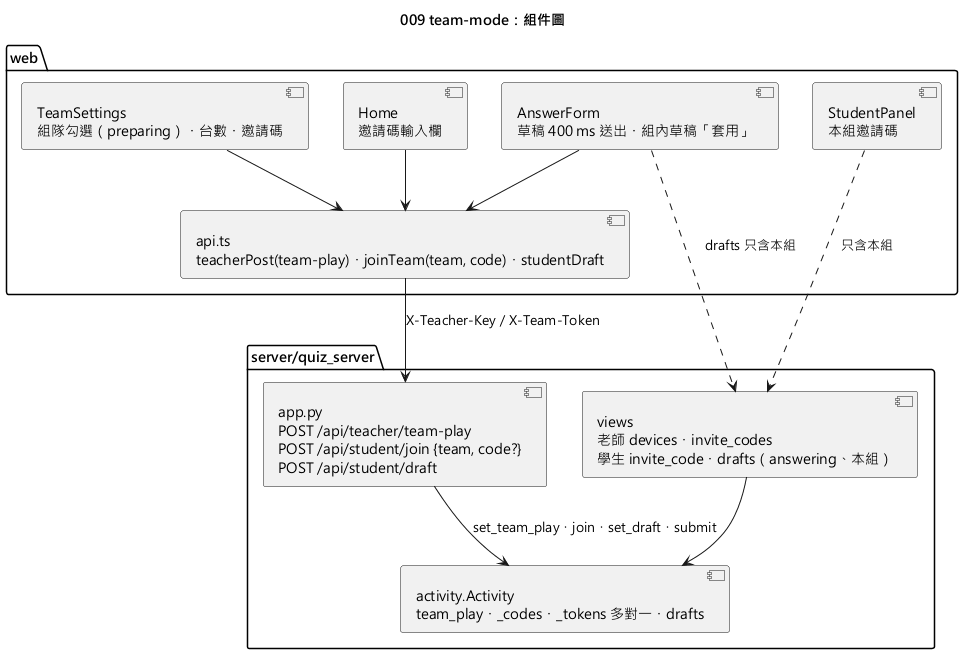 009 team-mode：組件圖
web
TeamSettings
組隊勾選（preparing）・台數・邀請碼
Home
邀請碼輸入欄
AnswerForm
草稿 400 ms 送出・組內草稿「套用」
StudentPanel
本組邀請碼
api.ts
teacherPost(team-play)・joinTeam(team, code)・studentDraft
drafts 只含本組
只含本組
X-Teacher-Key / X-Team-Token
server/quiz_server
app.py
POST /api/teacher/team-play
POST /api/student/join {team, code?}
POST /api/student/draft
views
老師 devices・invite_codes
學生 invite_code・drafts（answering、本組）
set_team_play・join・set_draft・submit
activity.Activity
team_play・_codes・_tokens 多對一・drafts